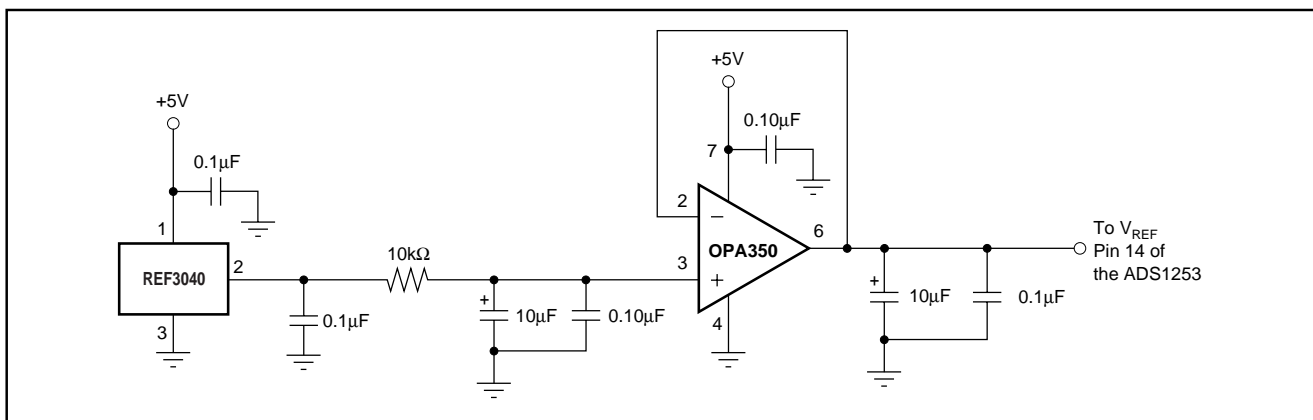 +5V
0.1µF
1
REF3040
2
3
0.1µF
10kΩ
+
10µF
0.10µF
+5V
7
0.10µF
2
−
OPA350
3
+
4
6
+
10µF
0.1µF
To VREF
Pin 14 of
the ADS1253